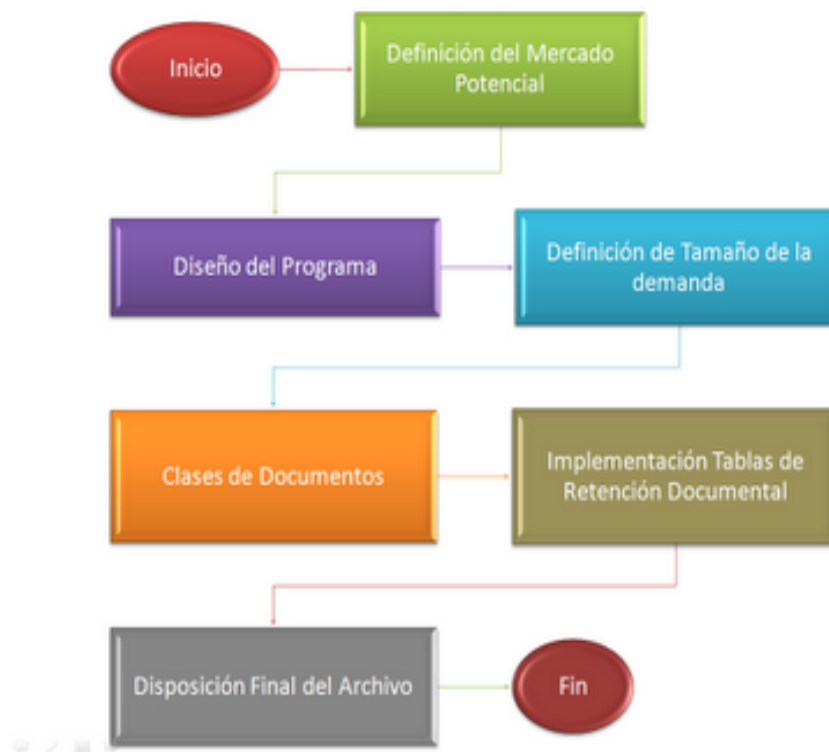 Inicio
Definición del Mercado
Potencial
Diseño del Programa
Definición de Tamaño de la
demanda
Clases de Documentos
Implementación Tablas de
Retención Documental
Disposición Final del Archivo
Fin